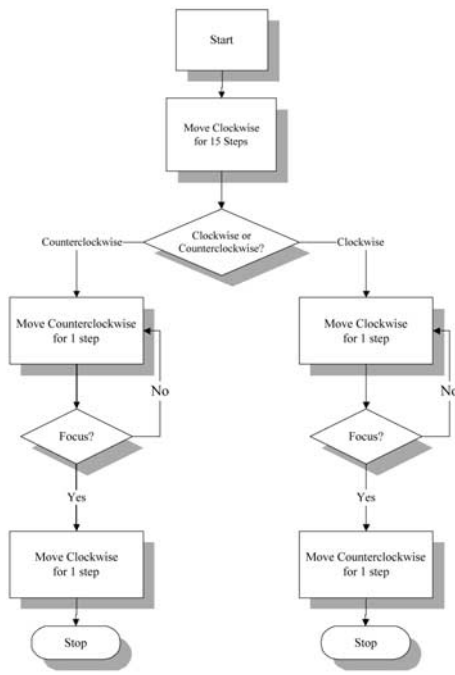 Start
Move Clockwise
for 15 Steps
Clockwise or
Counterclockwise?
Counterclockwise
Clockwise
Move Counterclockwise
for 1 step
Move Clockwise
for 1 step
No
No
Focus?
Focus?
Yes
Yes
Move Clockwise
for 1 step
Move Counterclockwise
for 1 step
Stop
Stop